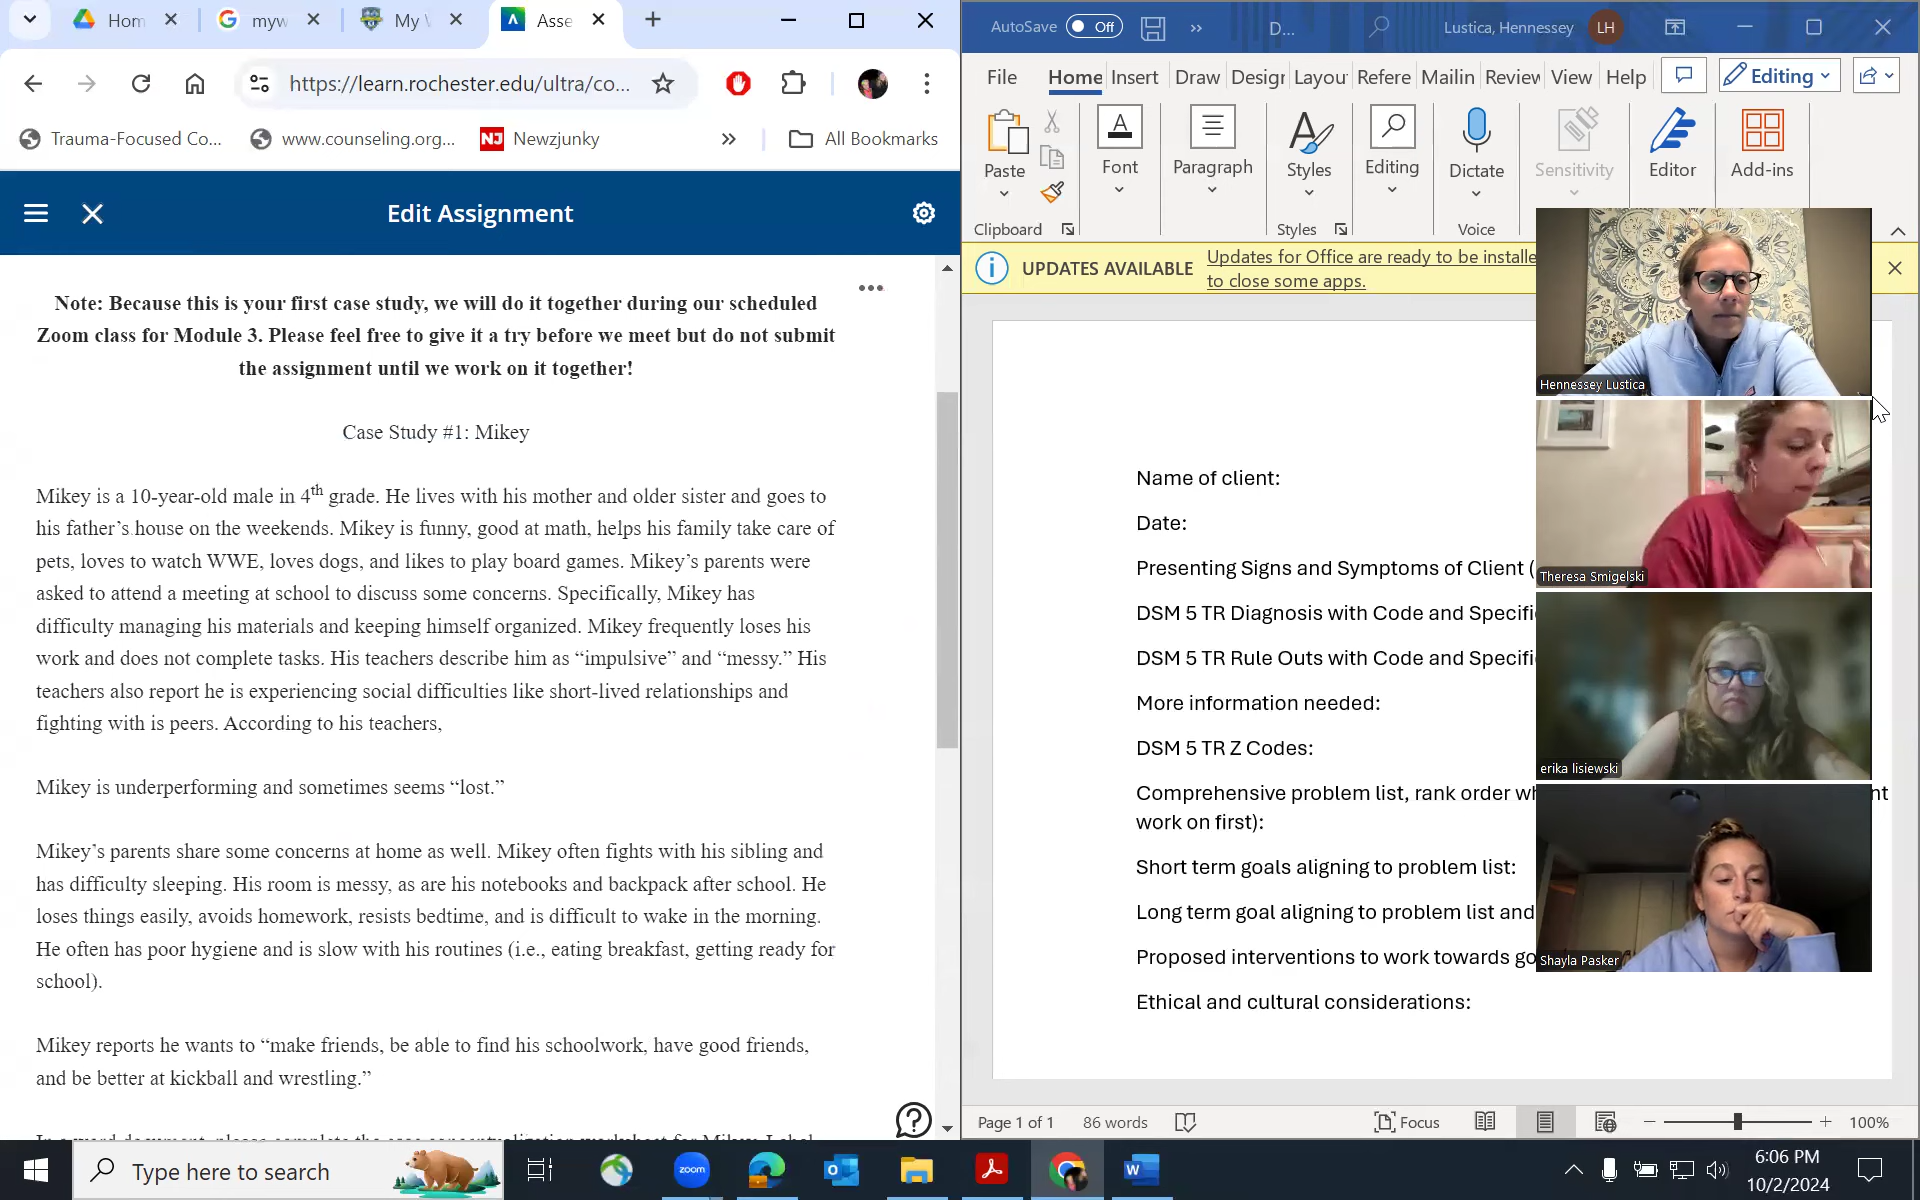 Hom
myw
My
Asse
https://learn.rochester.edu/ultra/co...
Trauma-Focused Co...
www.counseling.org...
NJ
Newzjunky
»
All Bookmarks
Edit Assignment
Note: Because this is your first case study, we will do it together during our scheduled
Zoom class for Module 3. Please feel free to give it a try before we meet but do not submit
the assignment until we work on it together!
Case Study #1: Mikey
Mikey is a 10-year-old male in 4th grade. He lives with his mother and older sister and goes to
his father’s house on the weekends. Mikey is funny, good at math, helps his family take care of
pets, loves to watch WWE, loves dogs, and likes to play board games. Mikey’s parents were
asked to attend a meeting at school to discuss some concerns. Specifically, Mikey has
difficulty managing his materials and keeping himself organized. Mikey frequently loses his
work and does not complete tasks. His teachers describe him as “impulsive” and “messy.” His
teachers also report he is experiencing social difficulties like short-lived relationships and
fighting with is peers. According to his teachers,
Mikey is underperforming and sometimes seems “lost.”
Mikey’s parents share some concerns at home as well. Mikey often fights with his sibling and
has difficulty sleeping. His room is messy, as are his notebooks and backpack after school. He
loses things easily, avoids homework, resists bedtime, and is difficult to wake in the morning.
He often has poor hygiene and is slow with his routines (i.e., eating breakfast, getting ready for
school).
Mikey reports he wants to “make friends, be able to find his schoolwork, have good friends,
and be better at kickball and wrestling.”
AutoSave Off
D...
Lustica, Hennessey LH
File Home Insert Draw Design Layou Refere Mailin Review View Help
Editing
Paste
Font
Paragraph
Styles
Editing
Dictate
Sensitivity
Editor
Add-ins
Clipboard
Styles
Voice
UPDATES AVAILABLE
Updates for Office are ready to be installe
to close some apps.
Name of client:
Date:
Presenting Signs and Symptoms of Client (
DSM 5 TR Diagnosis with Code and Specifi
DSM 5 TR Rule Outs with Code and Specifi
More information needed:
DSM 5 TR Z Codes:
Comprehensive problem list, rank order wh nt
work on first):
Short term goals aligning to problem list:
Long term goal aligning to problem list and
Proposed interventions to work towards go
Ethical and cultural considerations:
Hennessey Lustica
Theresa Smigelski
erika lisiewski
Shayla Pasker
Page 1 of 1
86 words
Focus
100%
Type here to search
zoom
6:06 PM
10/2/2024